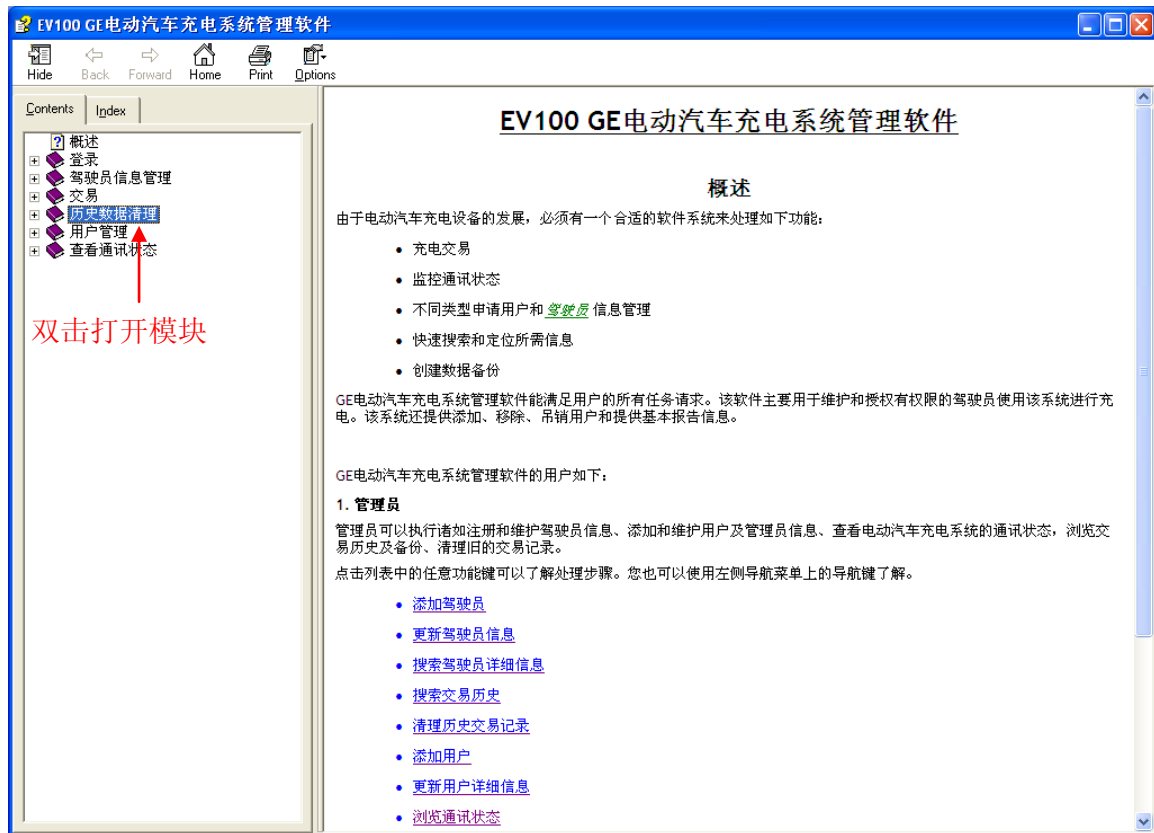 EV100 GE电动汽车充电系统管理软件
Hide Back Forward Home Print Options
Contents Index
概述
登录
驾驶员信息管理
交易
历史数据清理
用户管理
查看通讯状态
双击打开模块
EV100 GE电动汽车充电系统管理软件
概述
由于电动汽车充电设备的发展，必须有一个合适的软件系统来处理如下功能：
• 充电交易
• 监控通讯状态
• 不同类型申请用户和 驾驶员 信息管理
• 快速搜索和定位所需信息
• 创建数据备份
GE电动汽车充电系统管理软件能满足用户的所有任务请求。该软件主要用于维护和授权有权限的驾驶员使用该系统进行充
电。该系统还提供添加、移除、吊销用户和提供基本报告信息。
GE电动汽车充电系统管理软件的用户如下：
1. 管理员
管理员可以执行诸如注册和维护驾驶员信息、添加和维护用户及管理员信息、查看电动汽车充电系统的通讯状态，浏览交
易历史及备份、清理旧的交易记录。
点击列表中的任意功能键可以了解处理步骤。您也可以使用左侧导航菜单上的导航键了解。
• 添加驾驶员
• 更新驾驶员信息
• 搜索驾驶员详细信息
• 搜索交易历史
• 清理历史交易记录
• 添加用户
• 更新用户详细信息
• 浏览通讯状态